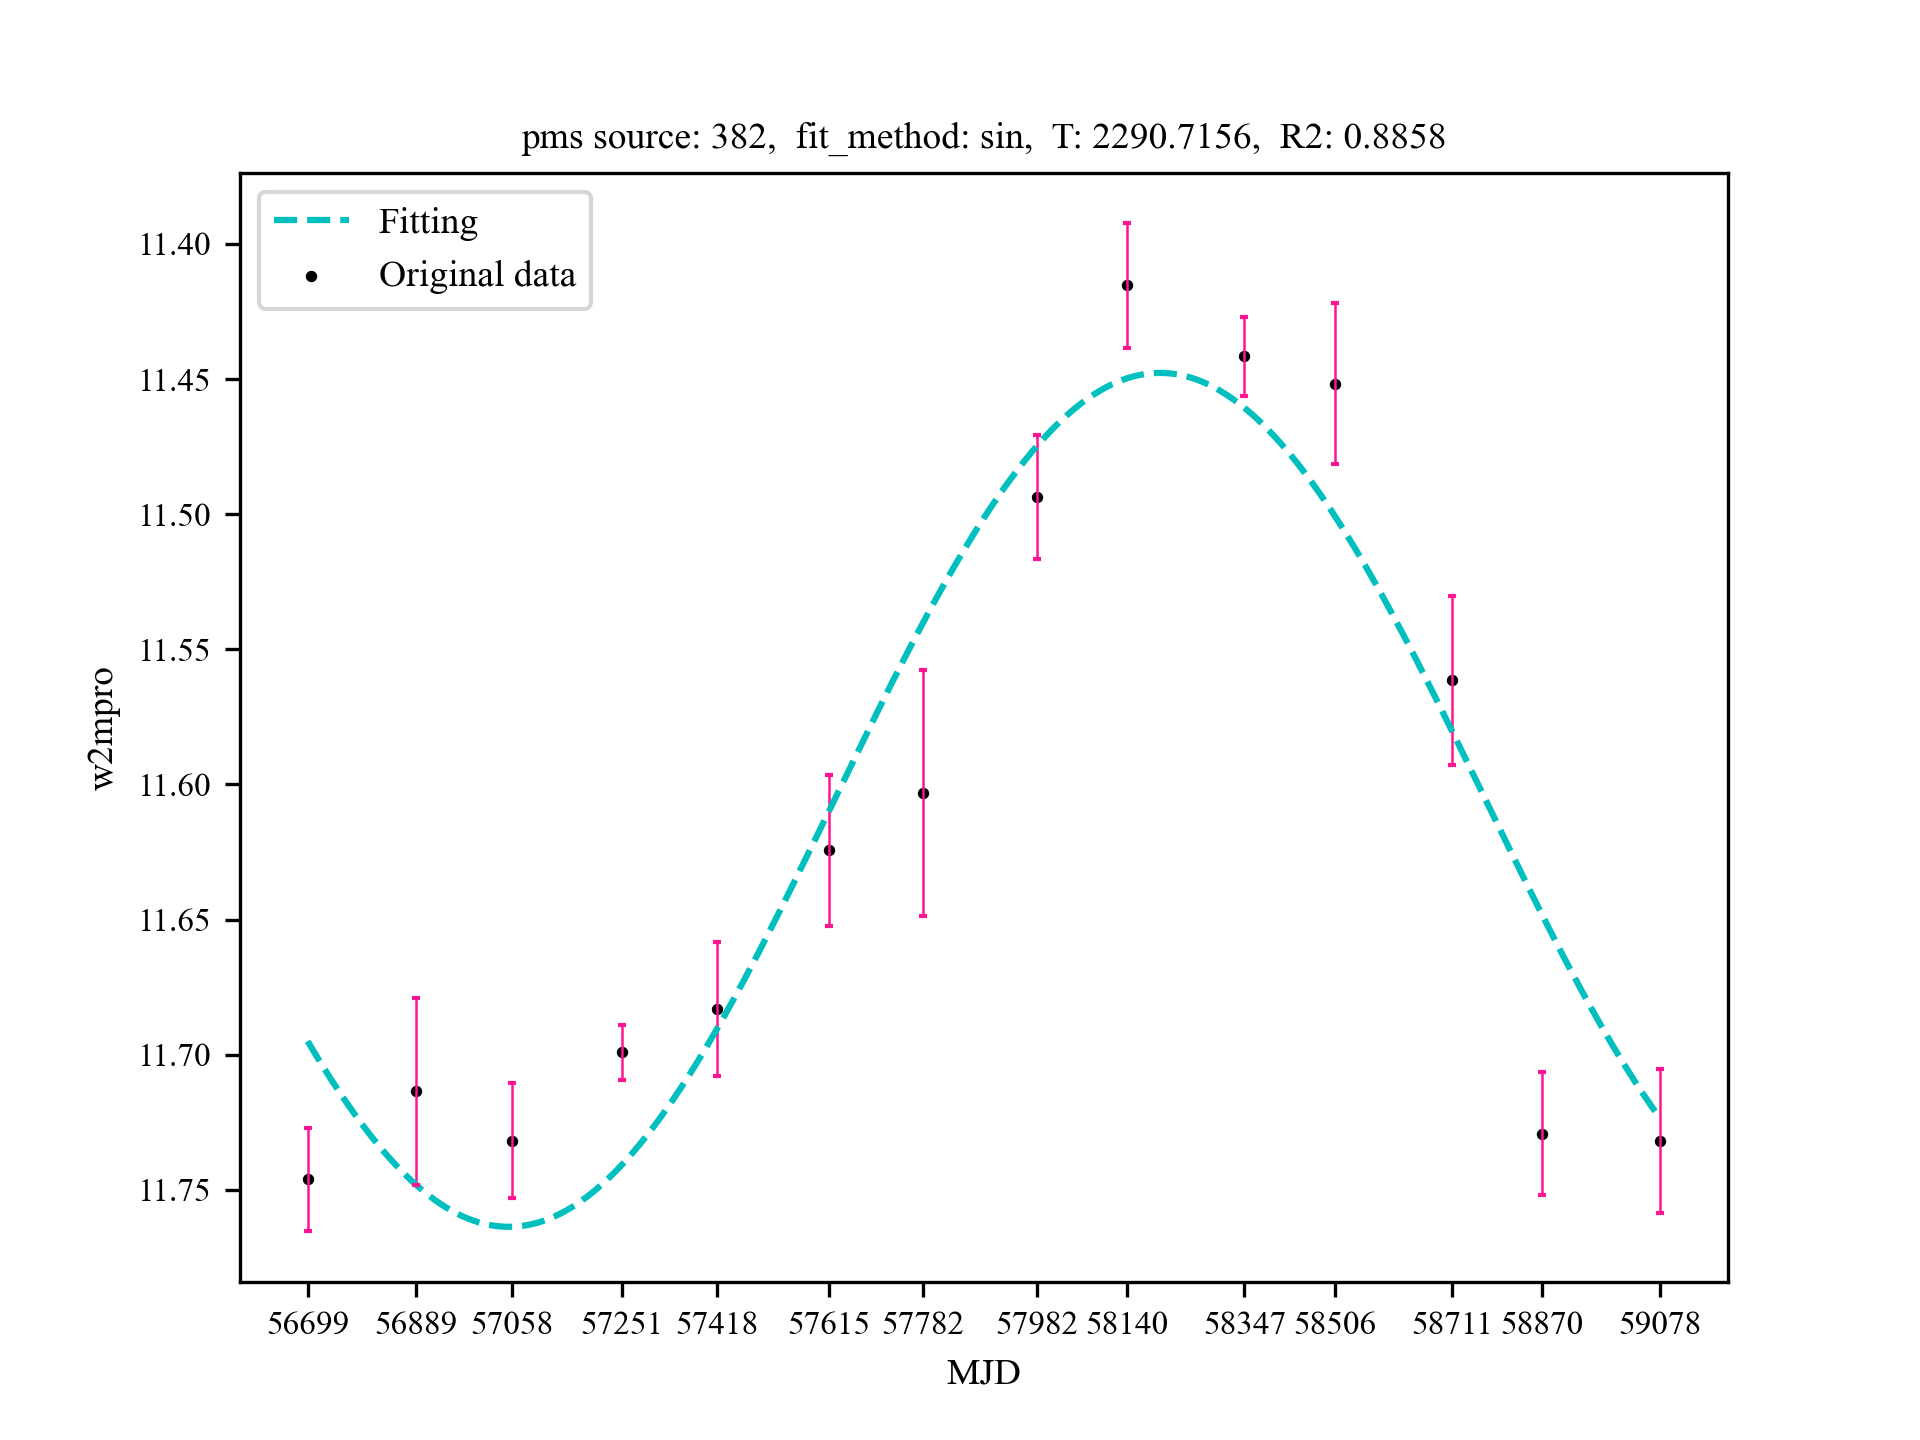 pms source: 382,  fit_method: sin,  T: 2290.7156,  R2: 0.8858
Fitting
Original data
11.40
11.45
11.50
11.55
11.60
11.65
11.70
11.75
w2mpro
56699 56889 57058 57251 57418 57615 57782 57982 58140 58347 58506 58711 58870 59078
MJD